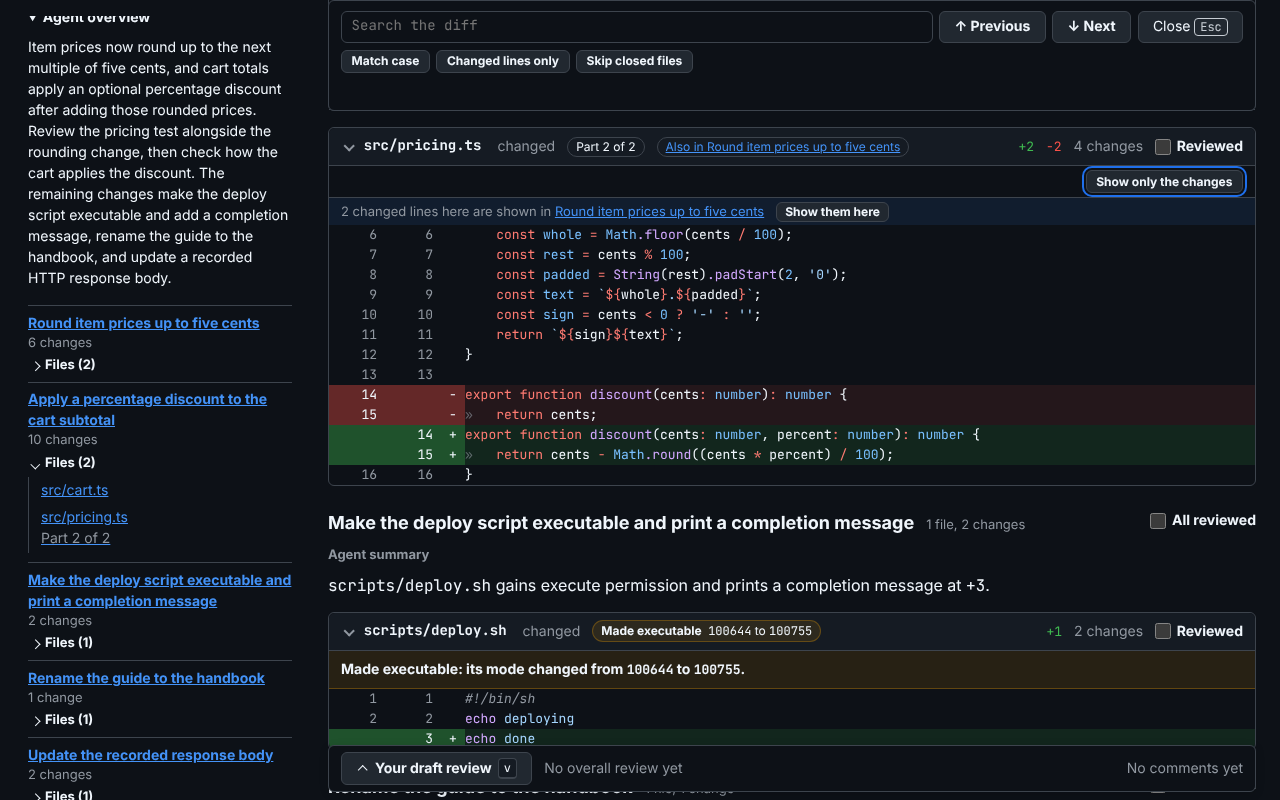 ▼ Agent overview
Item prices now round up to the next
multiple of five cents, and cart totals
apply an optional percentage discount
after adding those rounded prices.
Review the pricing test alongside the
rounding change, then check how the
cart applies the discount. The
remaining changes make the deploy
script executable and add a completion
message, rename the guide to the
handbook, and update a recorded
HTTP response body.
Round item prices up to five cents
6 changes
Files (2)
Apply a percentage discount to the
cart subtotal
10 changes
Files (2)
src/cart.ts
src/pricing.ts
Part 2 of 2
Make the deploy script executable and
print a completion message
2 changes
Files (1)
Rename the guide to the handbook
1 change
Files (1)
Update the recorded response body
2 changes
Files (1)
Search the diff
↑ Previous
↓ Next
Close Esc
Match case
Changed lines only
Skip closed files
src/pricing.ts changed Part 2 of 2 Also in Round item prices up to five cents +2 -2 4 changes Reviewed
Show only the changes
2 changed lines here are shown in Round item prices up to five cents Show them here
6 6 const whole = Math.floor(cents / 100);
7 7 const rest = cents % 100;
8 8 const padded = String(rest).padStart(2, '0');
9 9 const text = `${whole}.${padded}`;
10 10 const sign = cents < 0 ? '-' : '';
11 11 return `${sign}${text}`;
12 12 }
13 13
14 - export function discount(cents: number): number {
15 - » return cents;
14 + export function discount(cents: number, percent: number): number {
15 + » return cents - Math.round((cents * percent) / 100);
16 16 }
Make the deploy script executable and print a completion message 1 file, 2 changes All reviewed
Agent summary
scripts/deploy.sh gains execute permission and prints a completion message at +3.
scripts/deploy.sh changed Made executable 100644 to 100755 +1 2 changes Reviewed
Made executable: its mode changed from 100644 to 100755.
1 1 #!/bin/sh
2 2 echo deploying
3 + echo done
Your draft review v No overall review yet No comments yet
Rename the guide to the handbook 1 file, 1 change